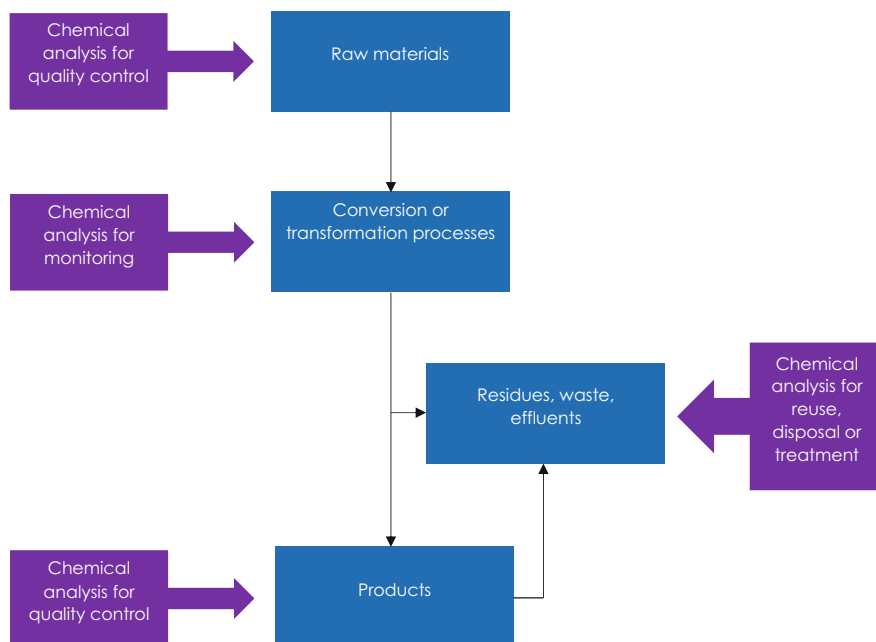 Chemical
analysis for
quality control
Raw materials
Chemical
analysis for
monitoring
Conversion or
transformation processes
Residues, waste,
effluents
Chemical
analysis for
reuse,
disposal or
treatment
Chemical
analysis for
quality control
Products